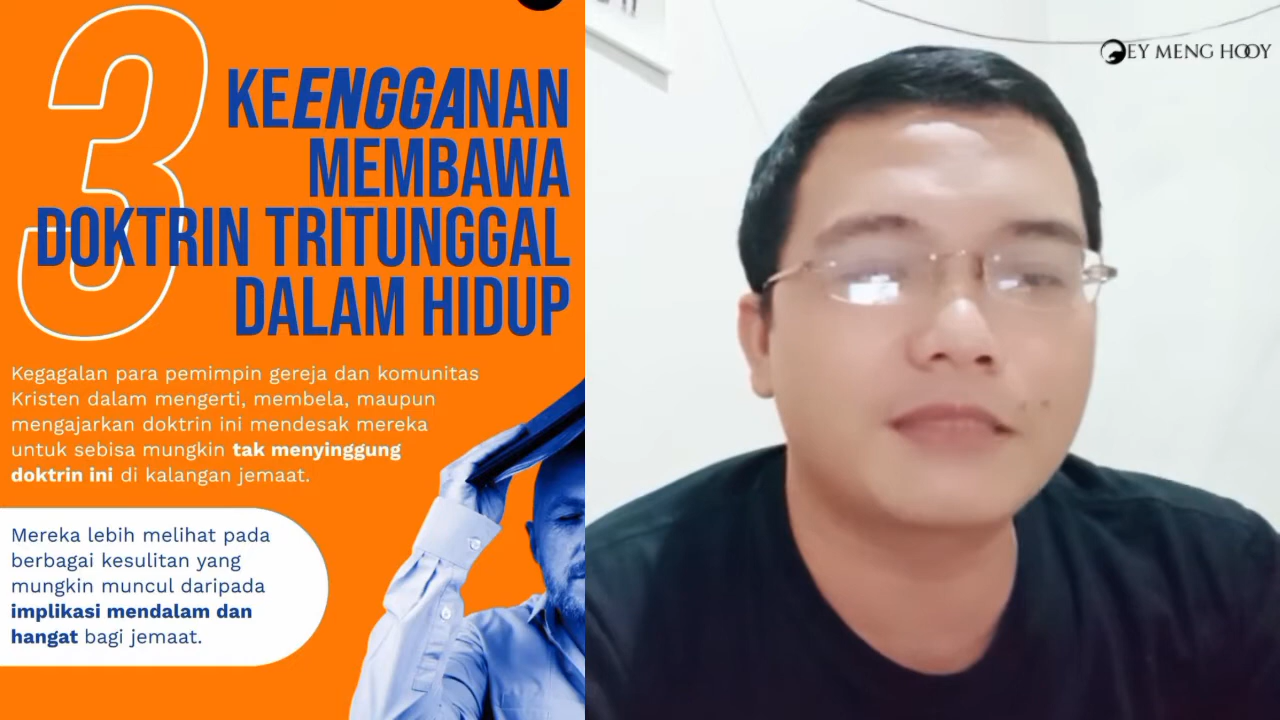 3
KEENGGANAN
MEMBAWA
DOKTRIN TRITUNGGAL
DALAM HIDUP
Kegagalan para pemimpin gereja dan komunitas
Kristen dalam mengerti, membela, maupun
mengajarkan doktrin ini mendesak mereka
untuk sebisa mungkin tak menyinggung
doktrin ini di kalangan jemaat.
Mereka lebih melihat pada
berbagai kesulitan yang
mungkin muncul daripada
implikasi mendalam dan
hangat bagi jemaat.
EY MENG HOOY